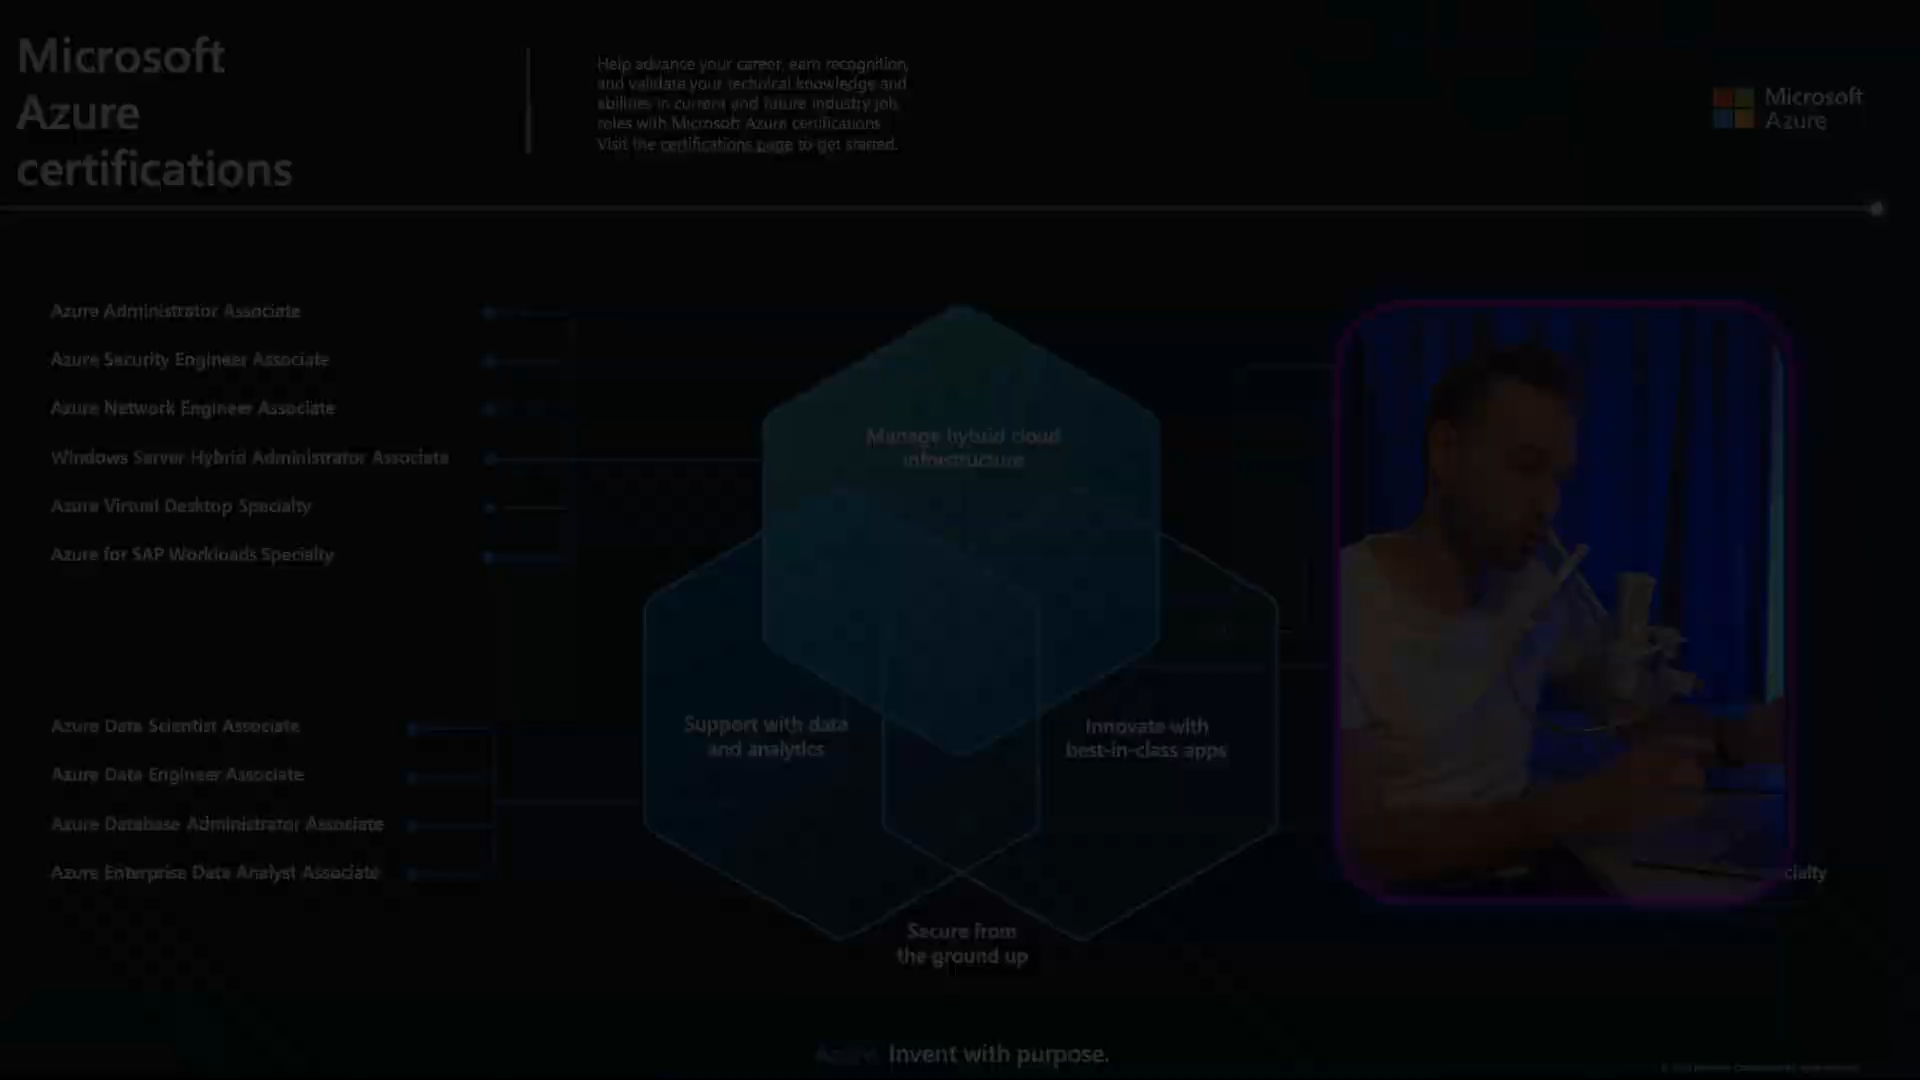 Microsoft
Azure
certifications
Help advance your career, earn recognition,
and validate your technical knowledge and
abilities in current and future industry job
roles with Microsoft Azure certifications
Visit the certifications page to get started.
Microsoft
Azure
Azure Administrator Associate
Azure Security Engineer Associate
Azure Network Engineer Associate
Windows Server Hybrid Administrator Associate
Azure Virtual Desktop Specialty
Azure for SAP Workloads Specialty
Manage hybrid cloud
infrastructure
Support with data
and analytics
Innovate with
best-in-class apps
Azure Data Scientist Associate
Azure Data Engineer Associate
Azure Database Administrator Associate
Azure Enterprise Data Analyst Associate
cialty
Secure from
the ground up
Azure. Invent with purpose.